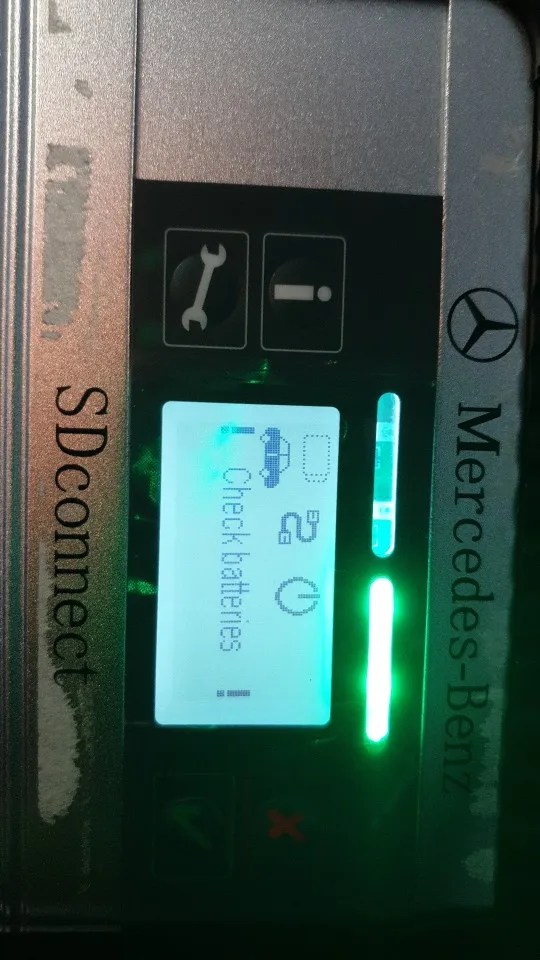 Mercedes-Benz
! Check batteries !
SDconnect